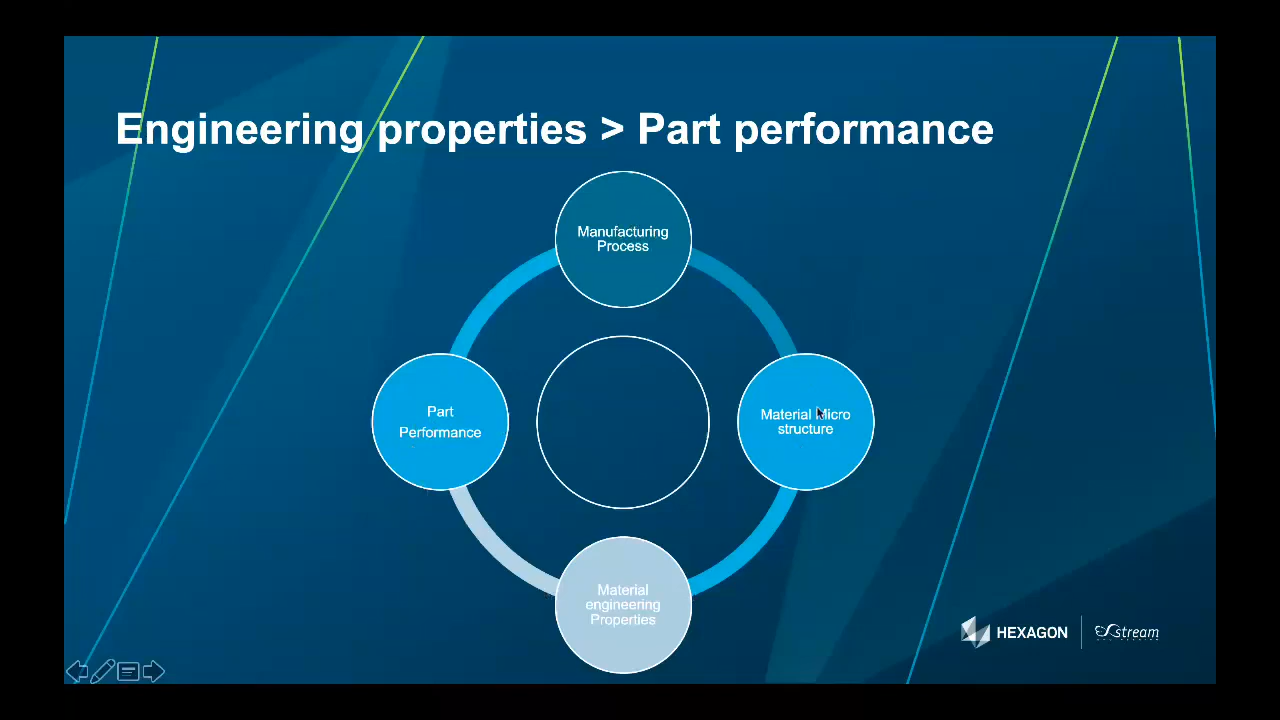 Engineering properties > Part performance
Manufacturing
Process
Part
Performance
Material Micro
structure
Material
engineering
Properties
HEXAGON
stream